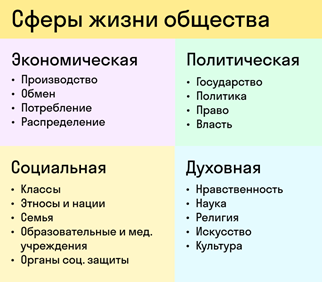 Сферы жизни общества
Экономическая
• Производство
• Обмен
• Потребление
• Распределение
Политическая
• Государство
• Политика
• Право
• Власть
Социальная
• Классы
• Этносы и нации
• Семья
• Образовательные и мед.
учреждения
• Органы соц. защиты
Духовная
• Нравственность
• Наука
• Религия
• Искусство
• Культура